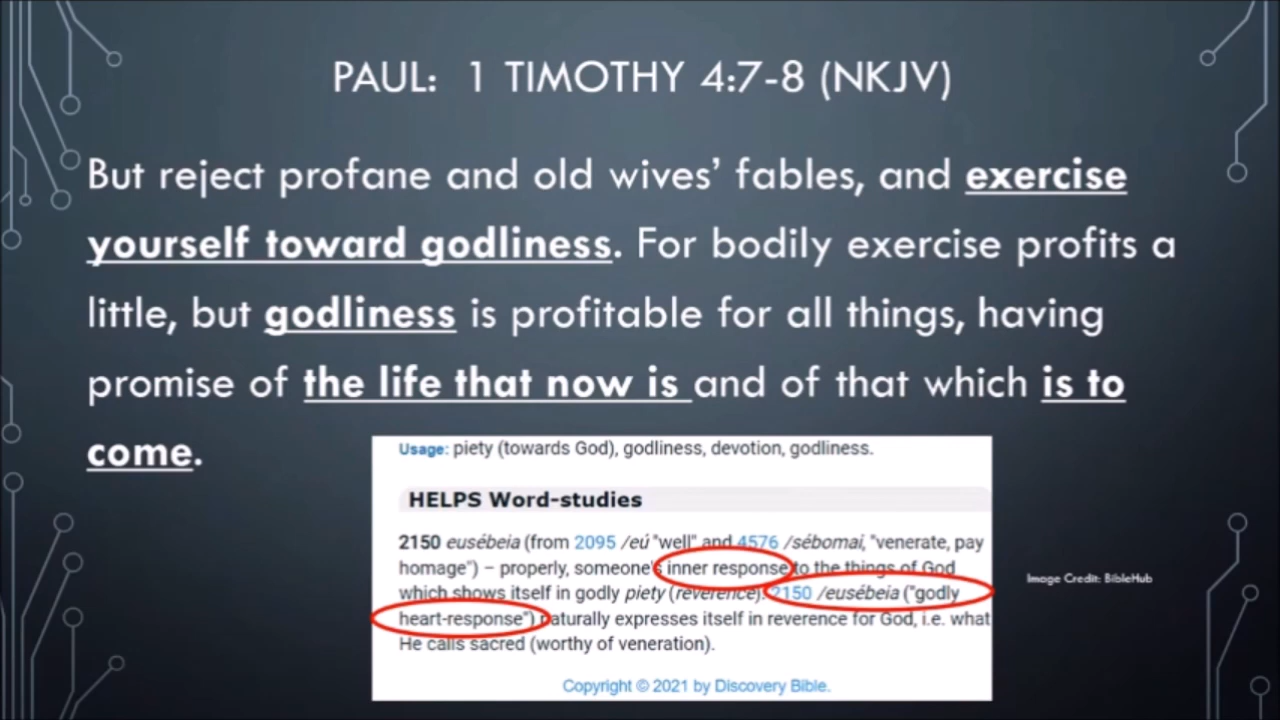 PAUL:  1 TIMOTHY 4:7-8 (NKJV)
But reject profane and old wives’ fables, and exercise
yourself toward godliness. For bodily exercise profits a
little, but godliness is profitable for all things, having
promise of the life that now is and of that which is to
come.
Usage: piety (towards God), godliness, devotion, godliness.
HELPS Word-studies
2150 eusébeia (from 2095 /eú "well" and 4576 /sébomai, "venerate, pay
homage") – properly, someone's inner response to the things of God
which shows itself in godly piety (reverence). 2150 /eusébeia ("godly
heart-response") naturally expresses itself in reverence for God, i.e. what
He calls sacred (worthy of veneration).
Copyright © 2021 by Discovery Bible.
Image Credit: BibleHub